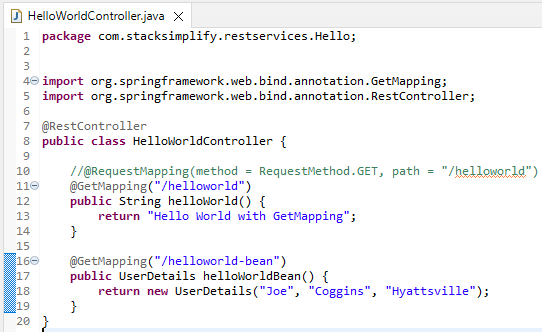 HelloWorldController.java
1 package com.stacksimplify.restservices.Hello;
2
3
4 import org.springframework.web.bind.annotation.GetMapping;
5 import org.springframework.web.bind.annotation.RestController;
6
7 @RestController
8 public class HelloWorldController {
9
10 //@RequestMapping(method = RequestMethod.GET, path = "/helloworld")
11 @GetMapping("/helloworld")
12 public String helloWorld() {
13 return "Hello World with GetMapping";
14 }
15
16 @GetMapping("/helloworld-bean")
17 public UserDetails helloWorldBean() {
18 return new UserDetails("Joe", "Coggins", "Hyattsville");
19 }
20 }